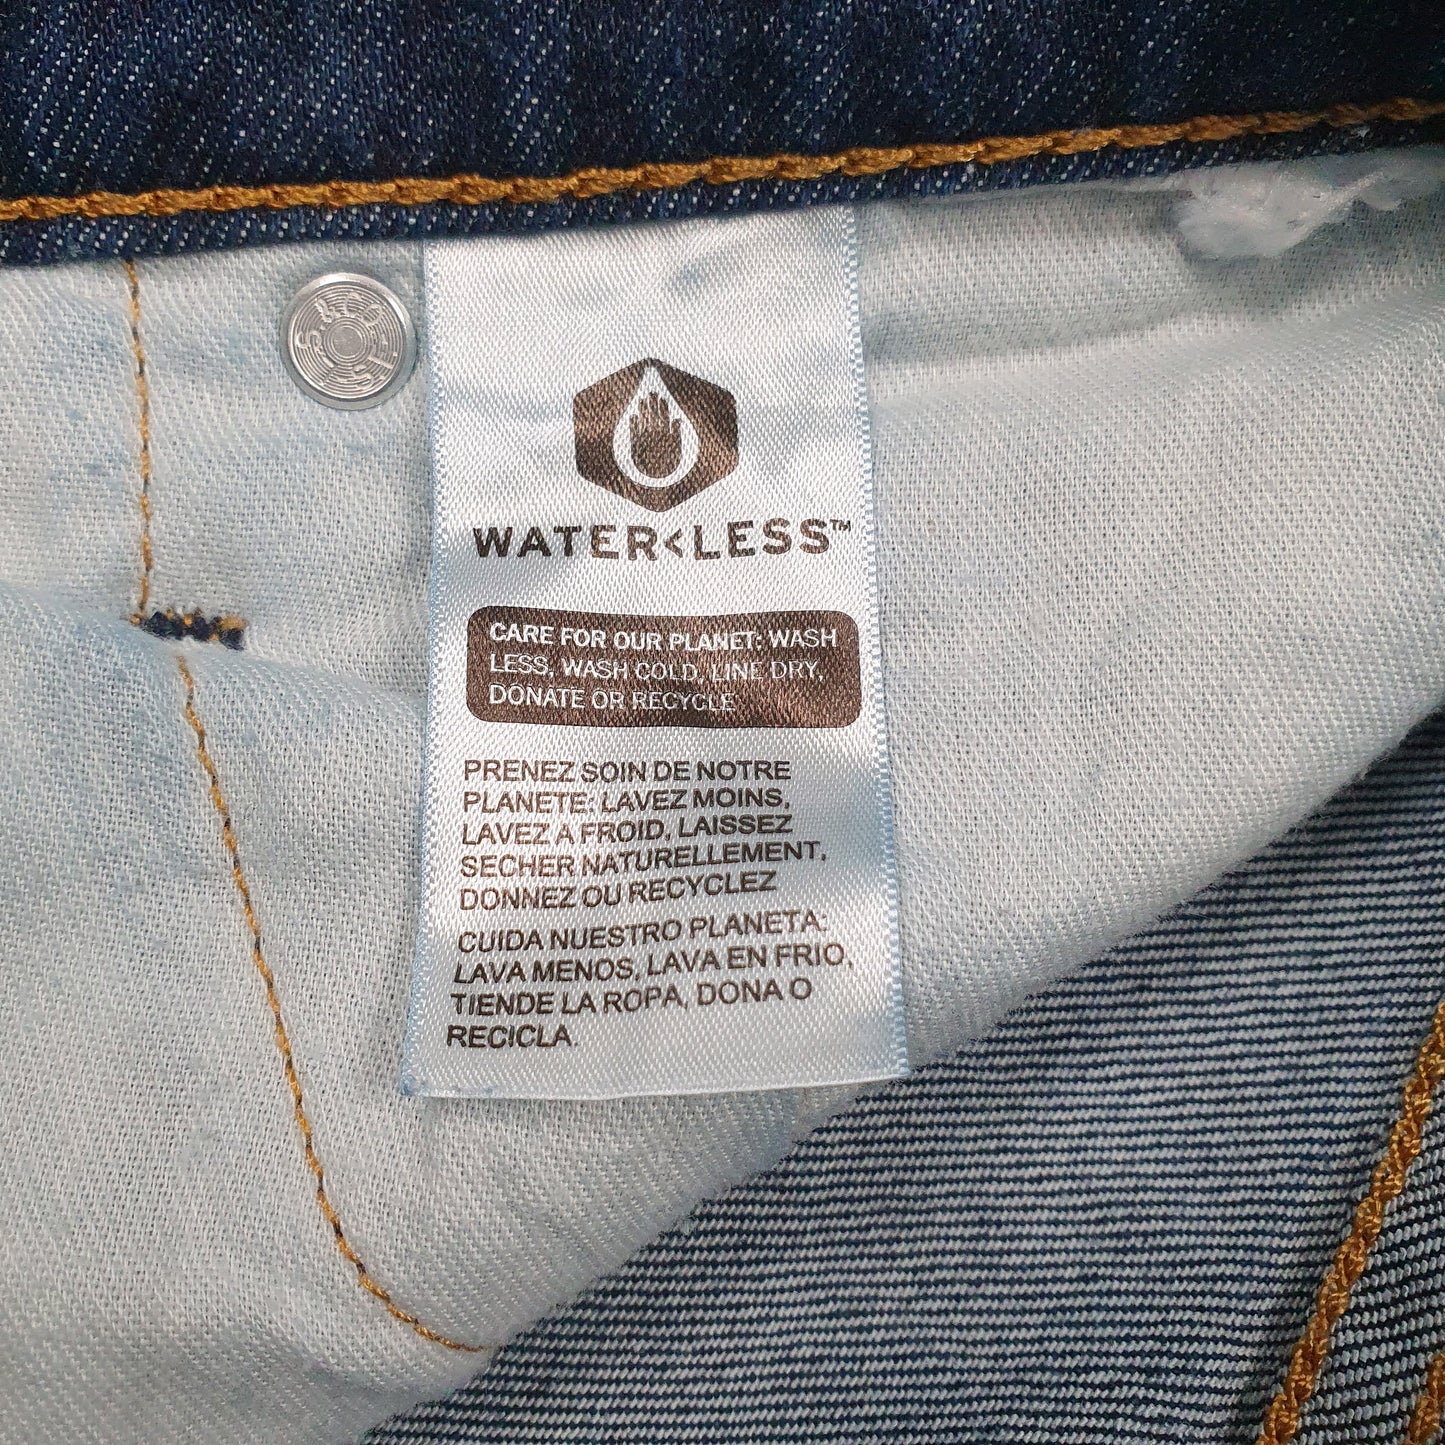 WATER<LESS™
CARE FOR OUR PLANET: WASH
LESS, WASH COLD, LINE DRY,
DONATE OR RECYCLE
PRENEZ SOIN DE NOTRE
PLANETE: LAVEZ MOINS,
LAVEZ A FROID, LAISSEZ
SECHER NATURELLEMENT,
DONNEZ OU RECYCLEZ
CUIDA NUESTRO PLANETA:
LAVA MENOS, LAVA EN FRIO,
TIENDE LA ROPA, DONA O
RECICLA.